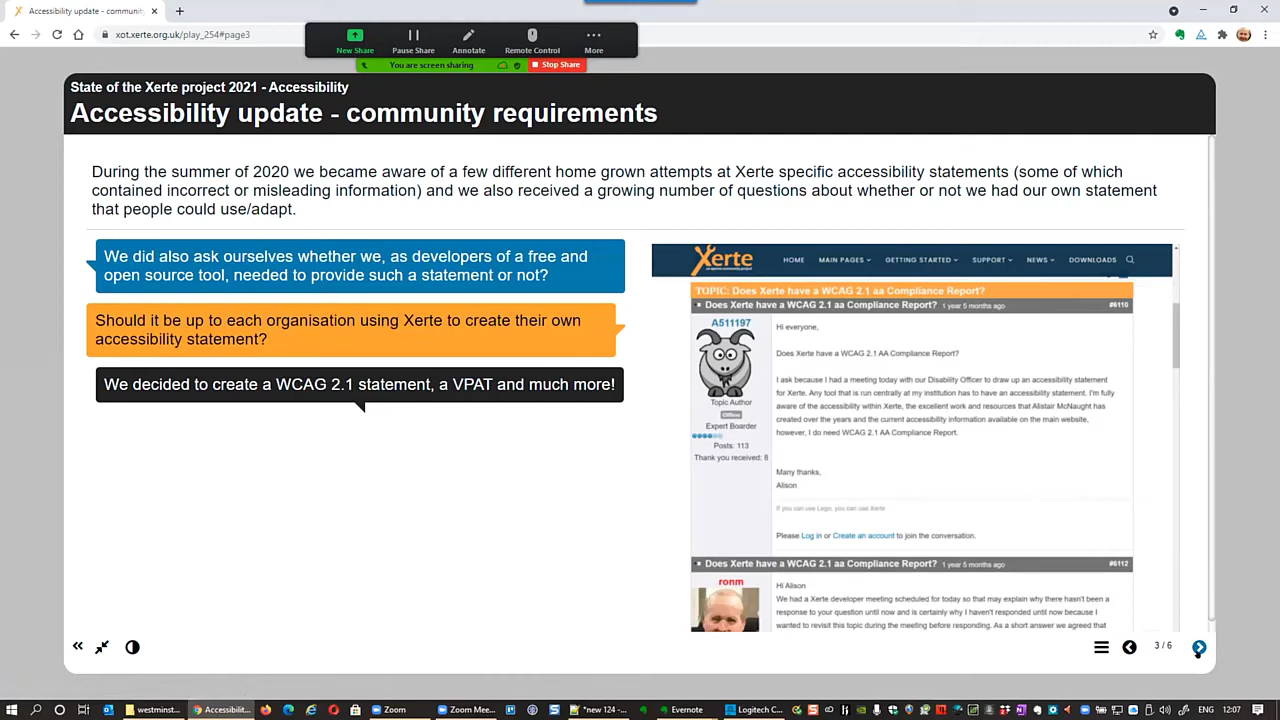 Accessibility update - communit
xot.xerte.org.uk/play_254#page3
New Share
Pause Share
Annotate
Remote Control
More
You are screen sharing
Stop Share
State of the Xerte project 2021 - Accessibility
Accessibility update - community requirements
During the summer of 2020 we became aware of a few different home grown attempts at Xerte specific accessibility statements (some of which
contained incorrect or misleading information) and we also received a growing number of questions about whether or not we had our own statement
that people could use/adapt.
We did also ask ourselves whether we, as developers of a free and
open source tool, needed to provide such a statement or not?
Should it be up to each organisation using Xerte to create their own
accessibility statement?
We decided to create a WCAG 2.1 statement, a VPAT and much more!
Xerte
HOME
MAIN PAGES
GETTING STARTED
SUPPORT
NEWS
DOWNLOADS
TOPIC: Does Xerte have a WCAG 2.1 aa Compliance Report?
Does Xerte have a WCAG 2.1 aa Compliance Report? 1 year 5 months ago
#6110
A511197
Topic Author
Offline
Expert Boarder
Posts: 113
Thank you received: 8
Hi everyone,
Does Xerte have a WCAG 2.1 AA Compliance Report?
I ask because I had a meeting today with our Disability Officer to draw up an accessibility statement
for Xerte. Any tool that is run centrally at my institution has to have an accessibility statement. I'm fully
aware of the accessibility within Xerte, the excellent work and resources that Alistair McNaught has
created over the years and the current accessibility information available on the main website,
however, I do need WCAG 2.1 AA Compliance Report.
Many thanks,
Alison
If you can use Lego, you can use Xerte
Please Log in or Create an account to join the conversation.
Does Xerte have a WCAG 2.1 aa Compliance Report? 1 year 5 months ago
#6112
ronm
Hi Alison
We had a Xerte developer meeting scheduled for today so that may explain why there hasn't been a
response to your question until now and is certainly why I haven't responded until now because I
wanted to revisit this topic during the meeting before responding. As a short answer we agreed that
3 / 6
westminst...
Accessibil...
Zoom
Zoom Mee...
*new 124 -...
Evernote
Logitech C...
ENG
12:07